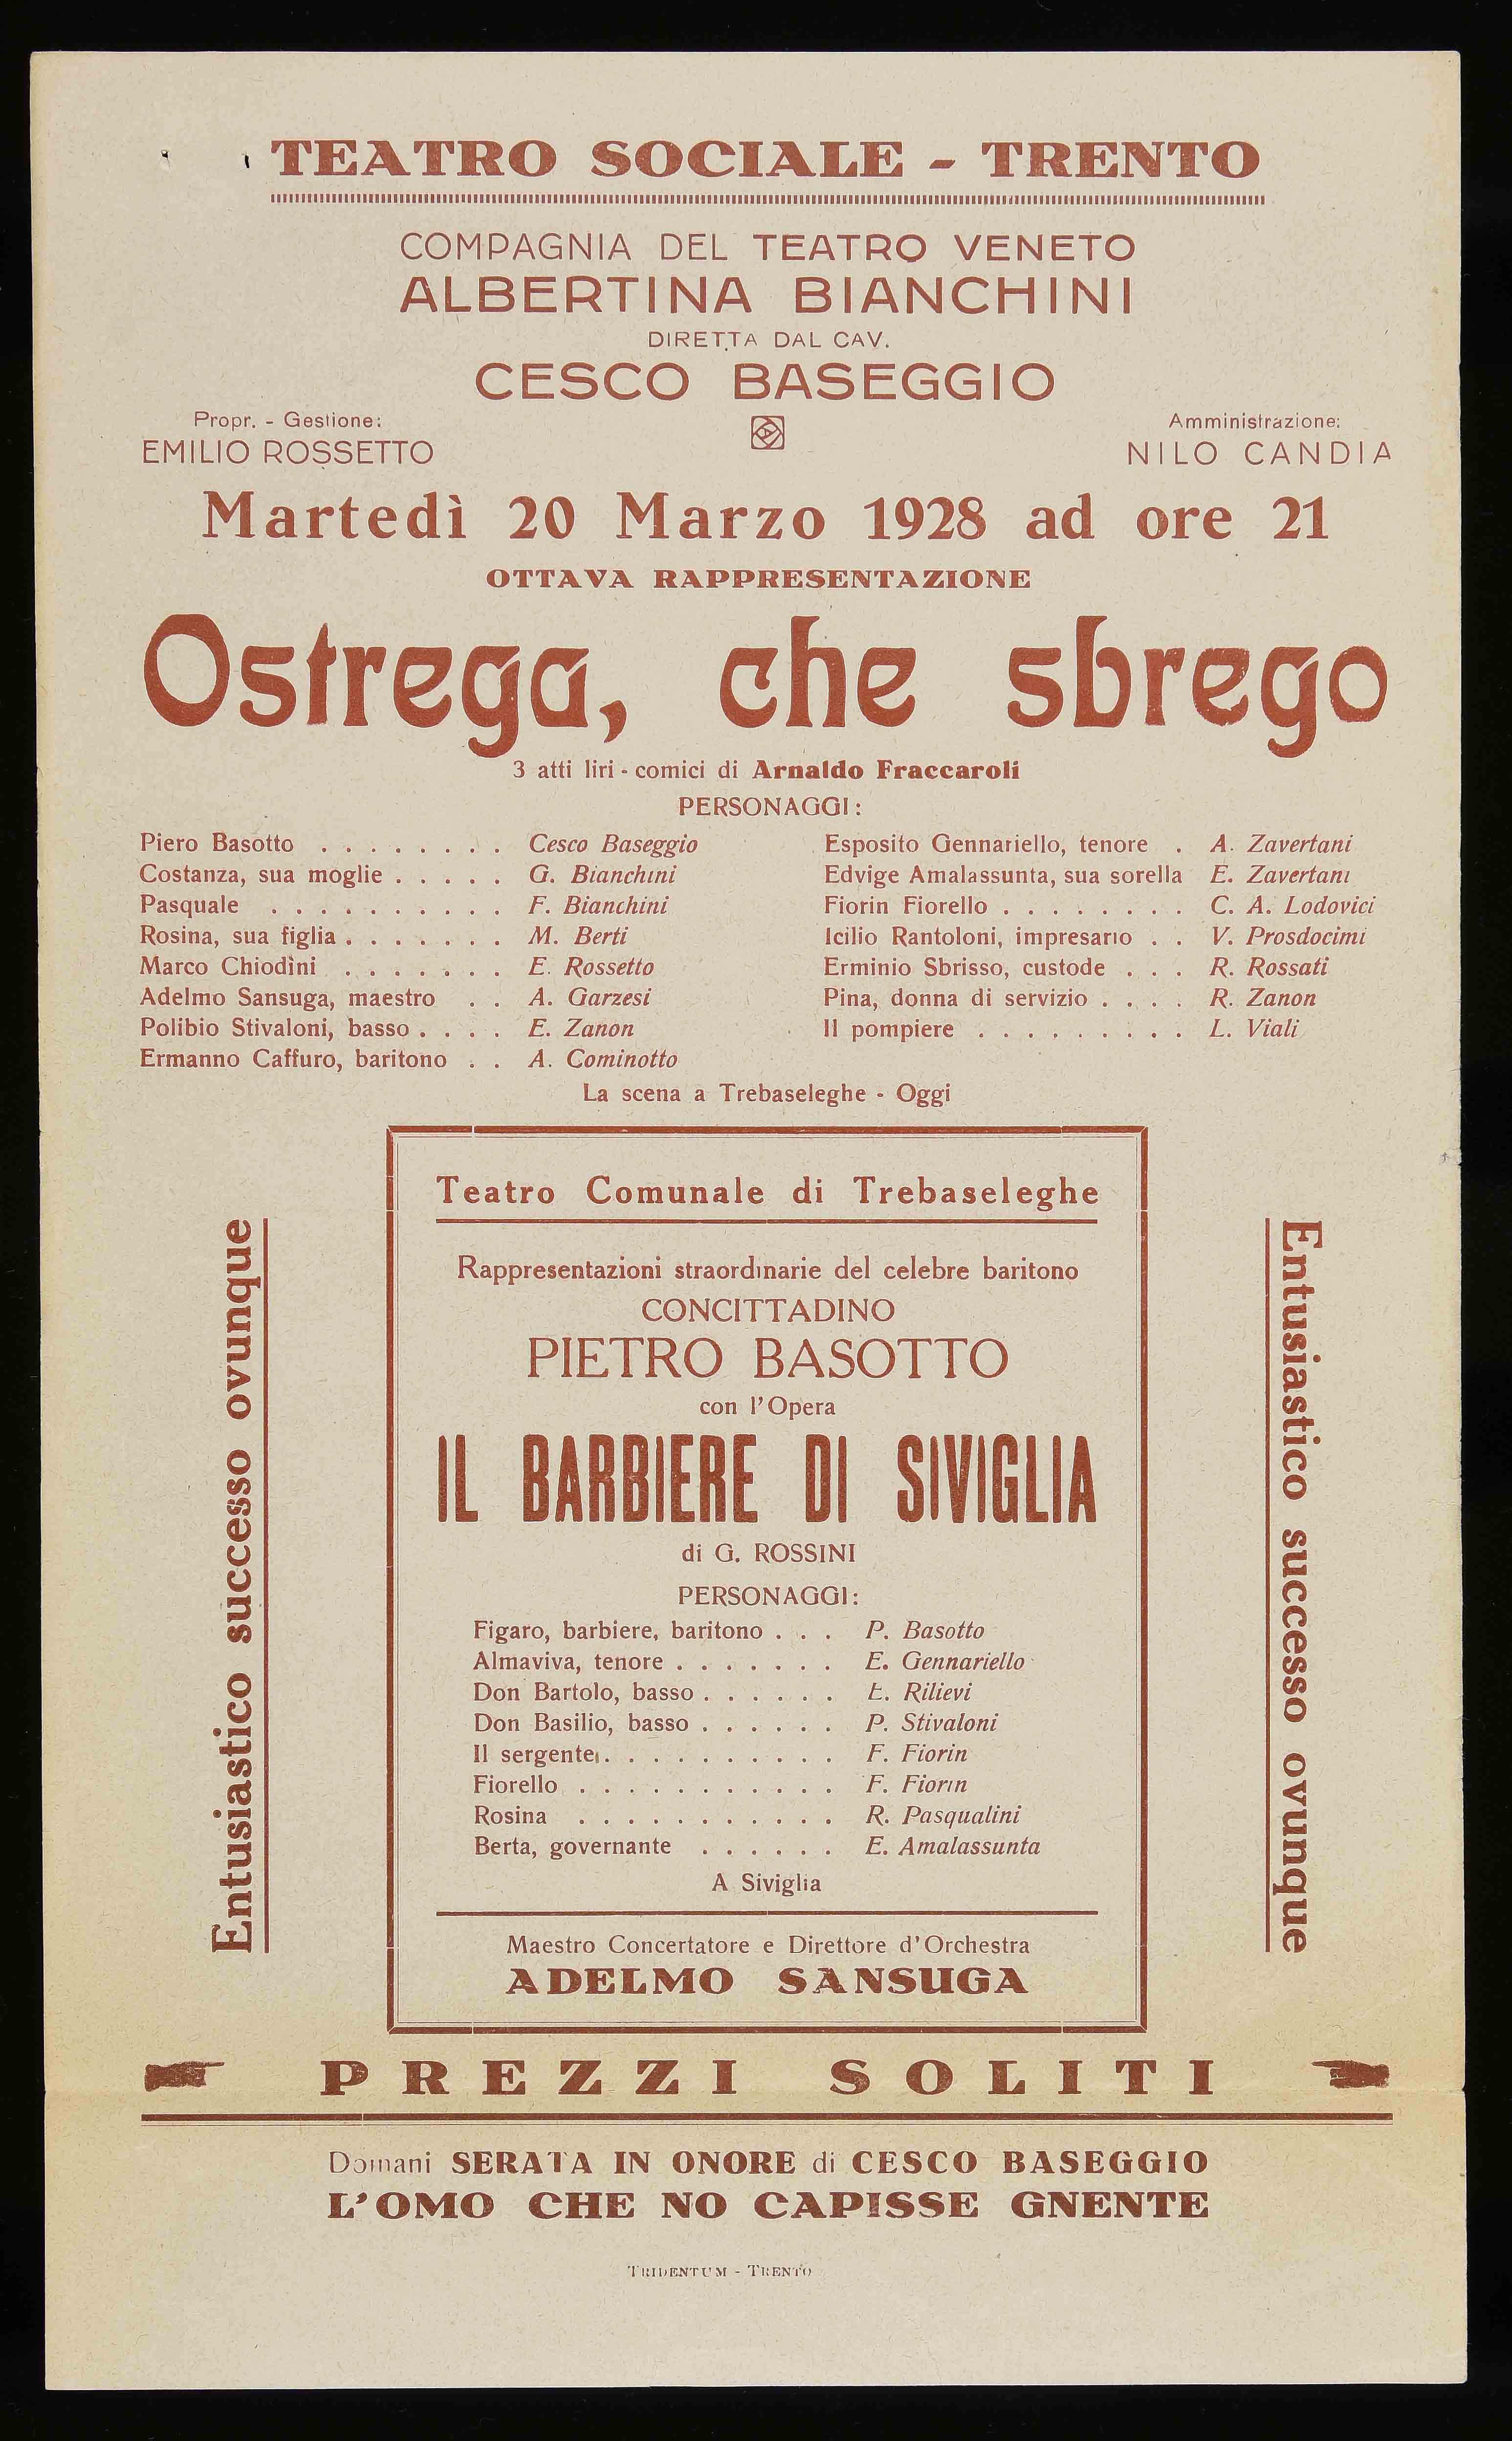 TEATRO SOCIALE - TRENTO
COMPAGNIA DEL TEATRO VENETO
ALBERTINA BIANCHINI
DIRETTA DAL CAV.
CESCO BASEGGIO
Propr. - Gestione:
EMILIO ROSSETTO
Amministrazione:
NILO CANDIA
Martedì 20 Marzo 1928 ad ore 21
OTTAVA RAPPRESENTAZIONE
Ostrega, che sbrego
3 atti liri - comici di Arnaldo Fraccaroli
PERSONAGGI:
Piero Basotto . . . . . . . . Cesco Baseggio
Costanza, sua moglie . . . . . G. Bianchini
Pasquale . . . . . . . . . . F. Bianchini
Rosina, sua figlia . . . . . . . M. Berti
Marco Chiodini . . . . . . . E. Rossetto
Adelmo Sansuga, maestro . . A. Garzesi
Polibio Stivaloni, basso . . . . E. Zanon
Ermanno Caffuro, baritono . . A. Cominotto
Esposito Gennariello, tenore . A. Zavertani
Edvige Amalassunta, sua sorella E. Zavertani
Fiorin Fiorello . . . . . . . . C. A. Lodovici
Icilio Rantoloni, impresario . . V. Prosdocimi
Erminio Sbrisso, custode . . . R. Rossati
Pina, donna di servizio . . . . R. Zanon
Il pompiere . . . . . . . . . L. Viali
La scena a Trebaseleghe - Oggi
Entusiastico successo ovunque
Teatro Comunale di Trebaseleghe
Rappresentazioni straordinarie del celebre baritono
CONCITTADINO
PIETRO BASOTTO
con l'Opera
IL BARBIERE DI SIVIGLIA
di G. ROSSINI
PERSONAGGI:
Figaro, barbiere, baritono . . . P. Basotto
Almaviva, tenore . . . . . . . E. Gennariello
Don Bartolo, basso . . . . . . E. Rilievi
Don Basilio, basso . . . . . . P. Stivaloni
Il sergente . . . . . . . . . . F. Fiorin
Fiorello . . . . . . . . . . . F. Fiorin
Rosina . . . . . . . . . . . R. Pasqualini
Berta, governante . . . . . . E. Amalassunta
A Siviglia
Maestro Concertatore e Direttore d'Orchestra
ADELMO SANSUGA
Entusiastico successo ovunque
PREZZI SOLITI
Domani SERATA IN ONORE di CESCO BASEGGIO
L'OMO CHE NO CAPISSE GNENTE
TRIDENTUM - TRENTO